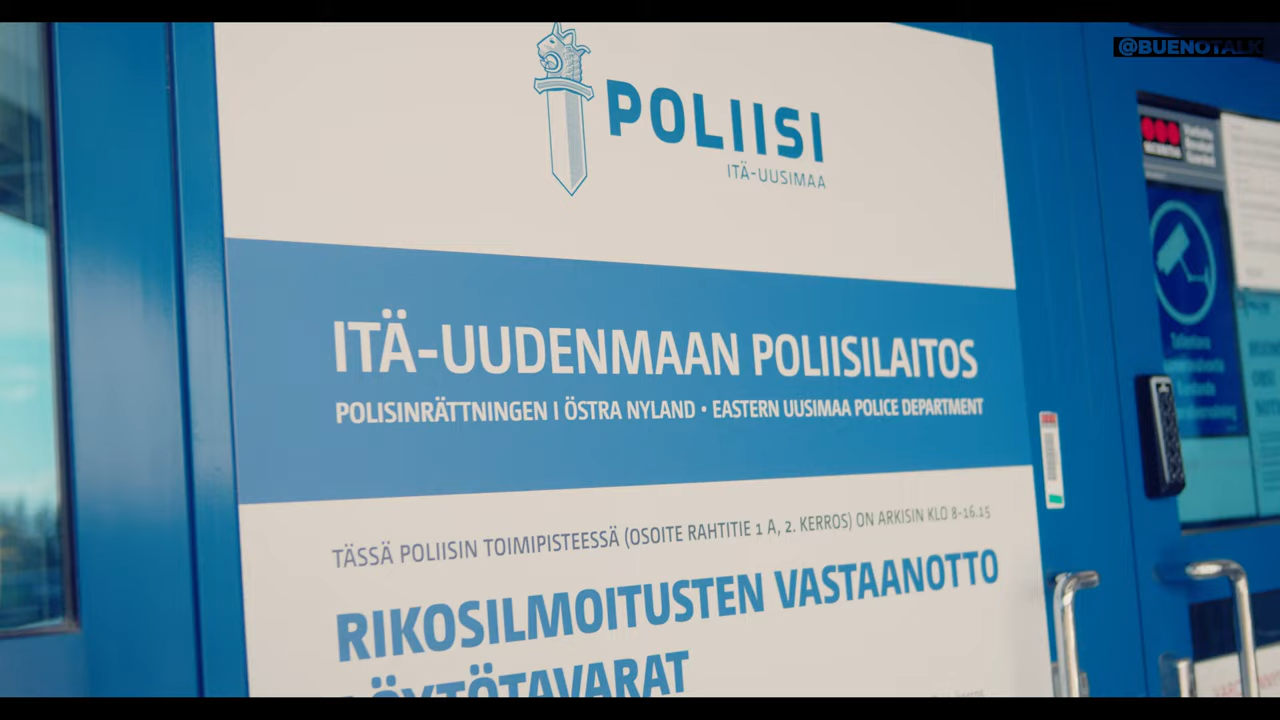 @BUENOTALK
POLIISI
ITÄ-UUSIMAA
ITÄ-UUDENMAAN POLIISILAITOS
POLISINRÄTTNINGEN I ÖSTRA NYLAND • EASTERN UUSIMAA POLICE DEPARTMENT
TÄSSÄ POLIISIN TOIMIPISTEESSÄ (OSOITE RAHTITIE 1 A, 2. KERROS) ON ARKISIN KLO 8-16.15
RIKOSILMOITUSTEN VASTAANOTTO
LÖYTÖTAVARAT